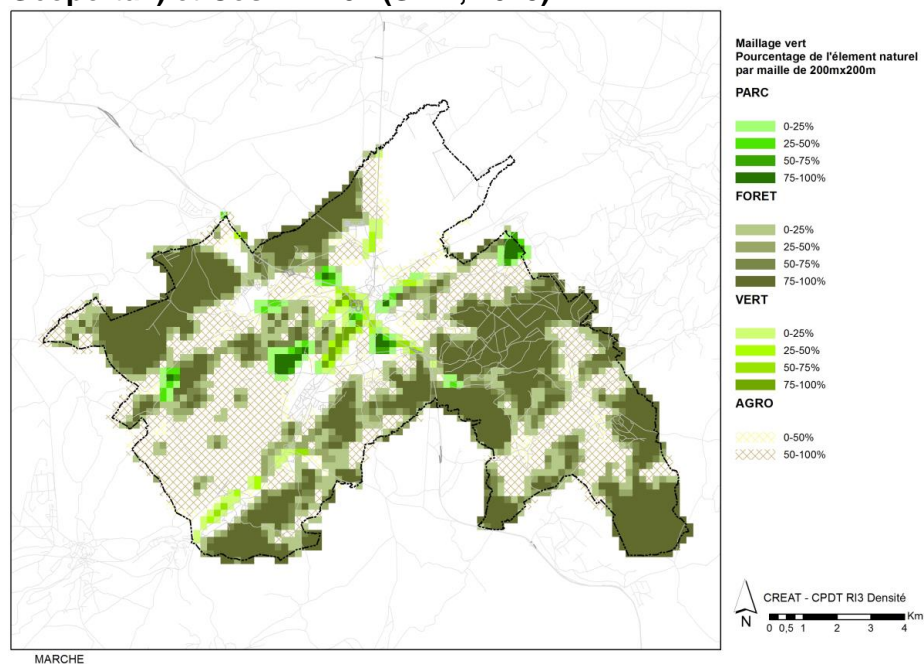 Maillage vert
Pourcentage de l'élement naturel
par maille de 200mx200m
PARC
0-25%
25-50%
50-75%
75-100%
FORET
0-25%
25-50%
50-75%
75-100%
VERT
0-25%
25-50%
50-75%
75-100%
AGRO
0-50%
50-100%
CREAT - CPDT RI3 Densité
N
Km
0 0,5 1 2 3 4
MARCHE